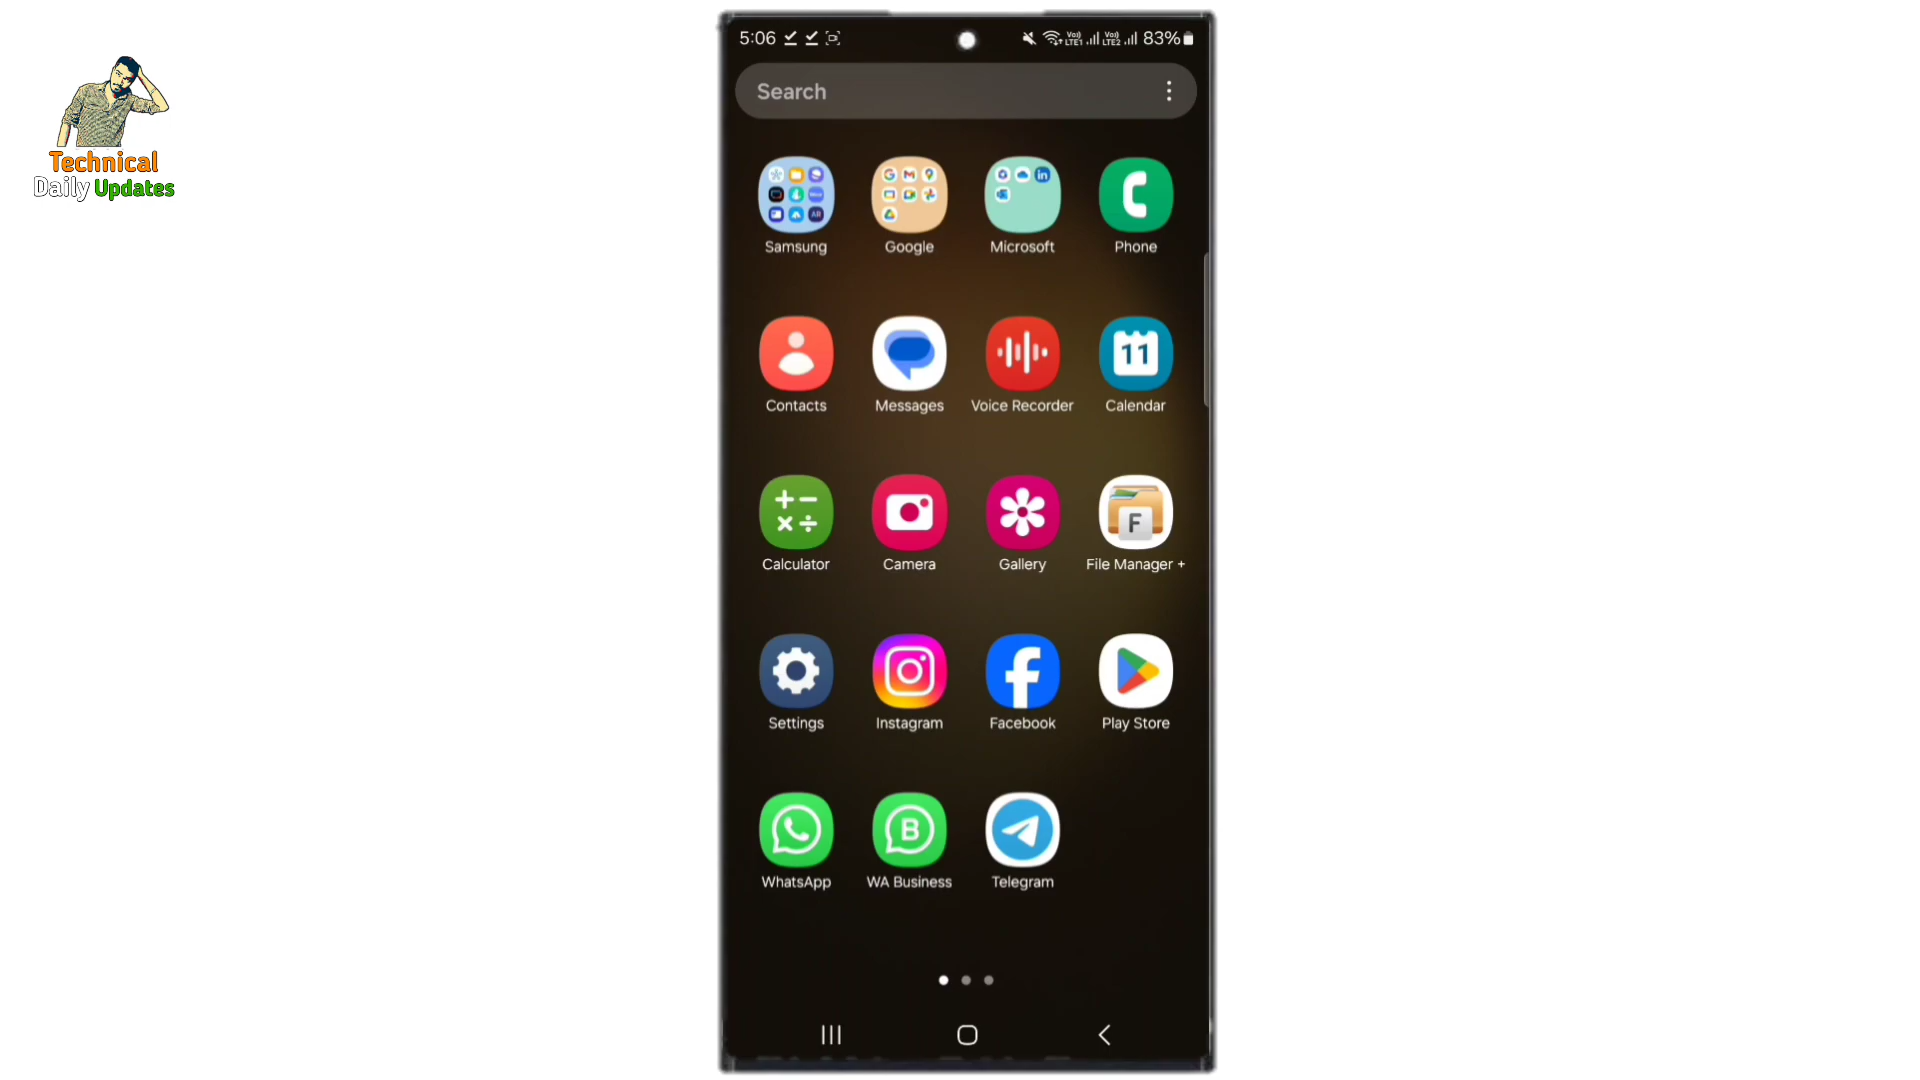 Technical
Daily Updates
5:06
83%
Search
Samsung
Google
Microsoft
Phone
Contacts
Messages
Voice Recorder
11
Calendar
Calculator
Camera
Gallery
F
File Manager +
Settings
Instagram
Facebook
Play Store
B
WhatsApp
WA Business
Telegram